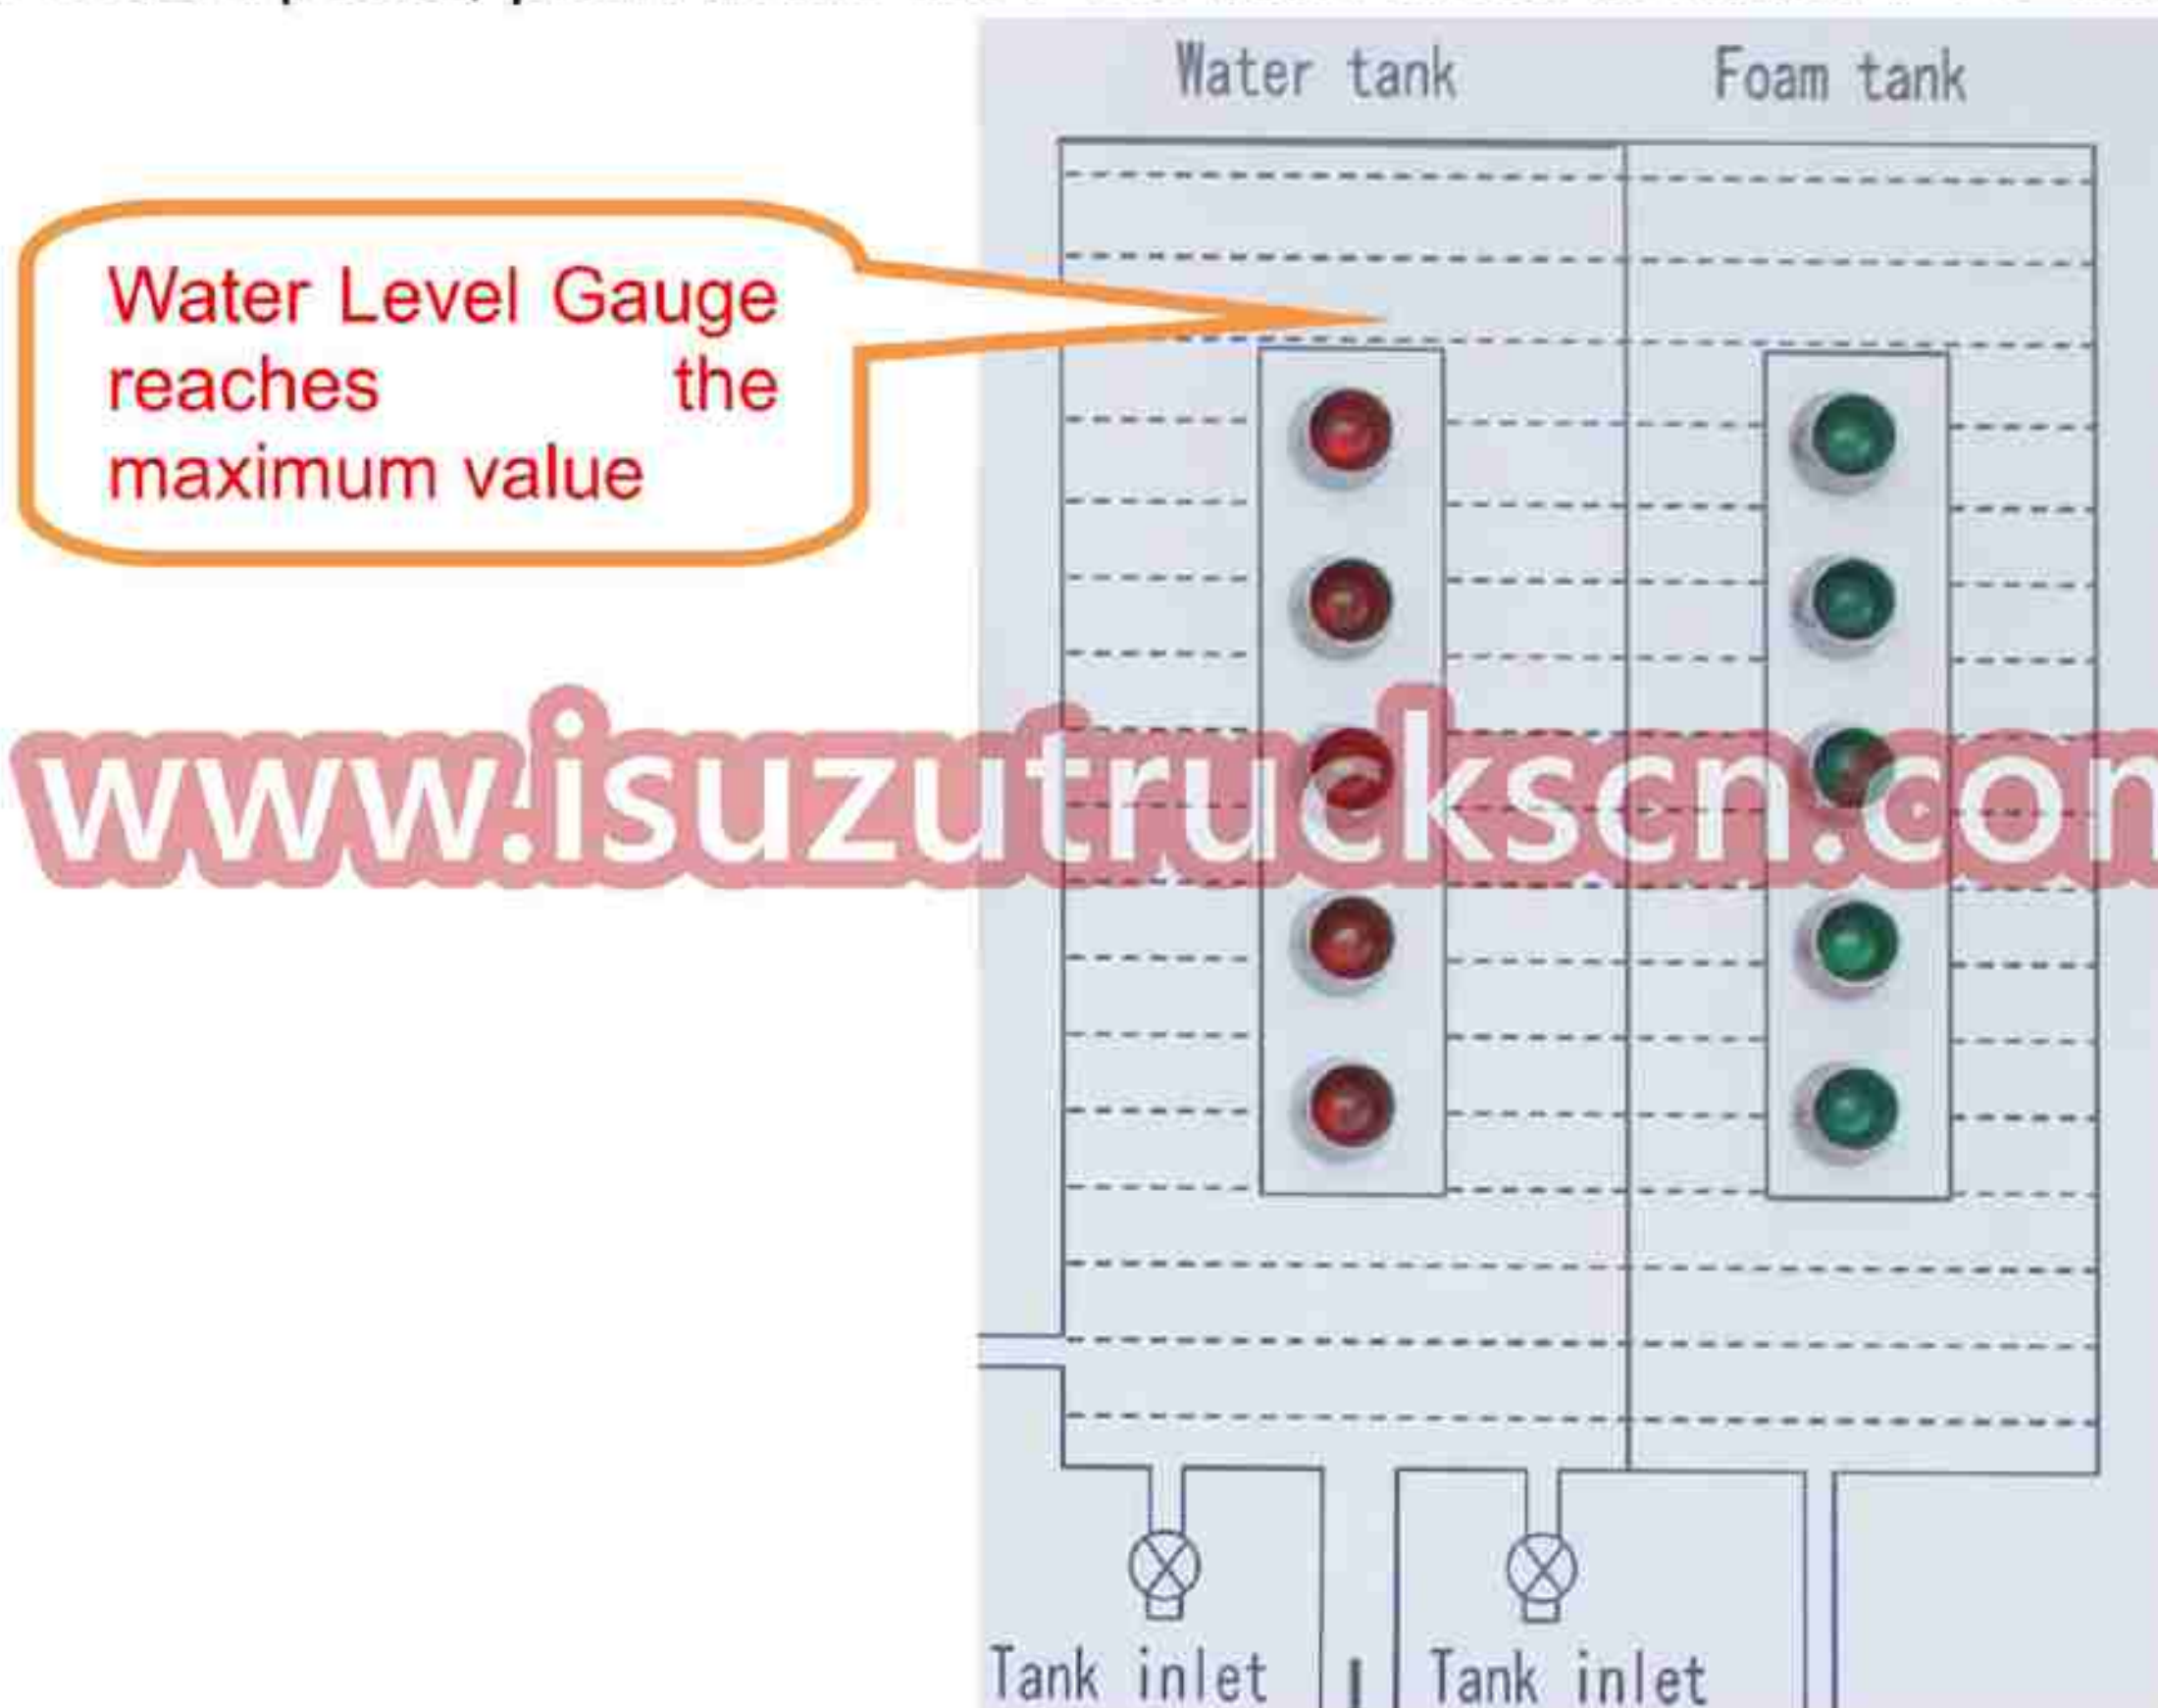 Water tank
Foam tank
Water Level Gauge
reaches the
maximum value
www.isuzutruckscn.com
Tank inlet
Tank inlet